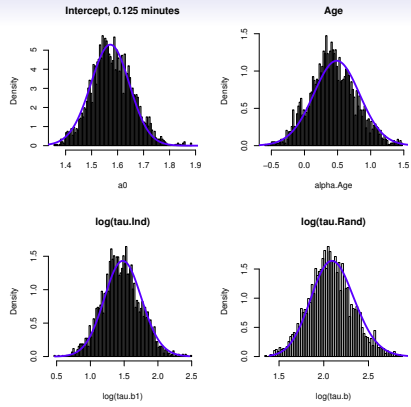 Intercept, 0.125 minutes
Density
0 1 2 3 4 5
1.4 1.5 1.6 1.7 1.8 1.9
a0
Age
Density
0.0 0.5 1.0 1.5
−0.5 0.0 0.5 1.0 1.5
alpha.Age
log(tau.Ind)
Density
0.0 0.5 1.0 1.5
0.5 1.0 1.5 2.0 2.5
log(tau.b1)
log(tau.Rand)
Density
0.0 0.5 1.0 1.5
1.5 2.0 2.5
log(tau.b)